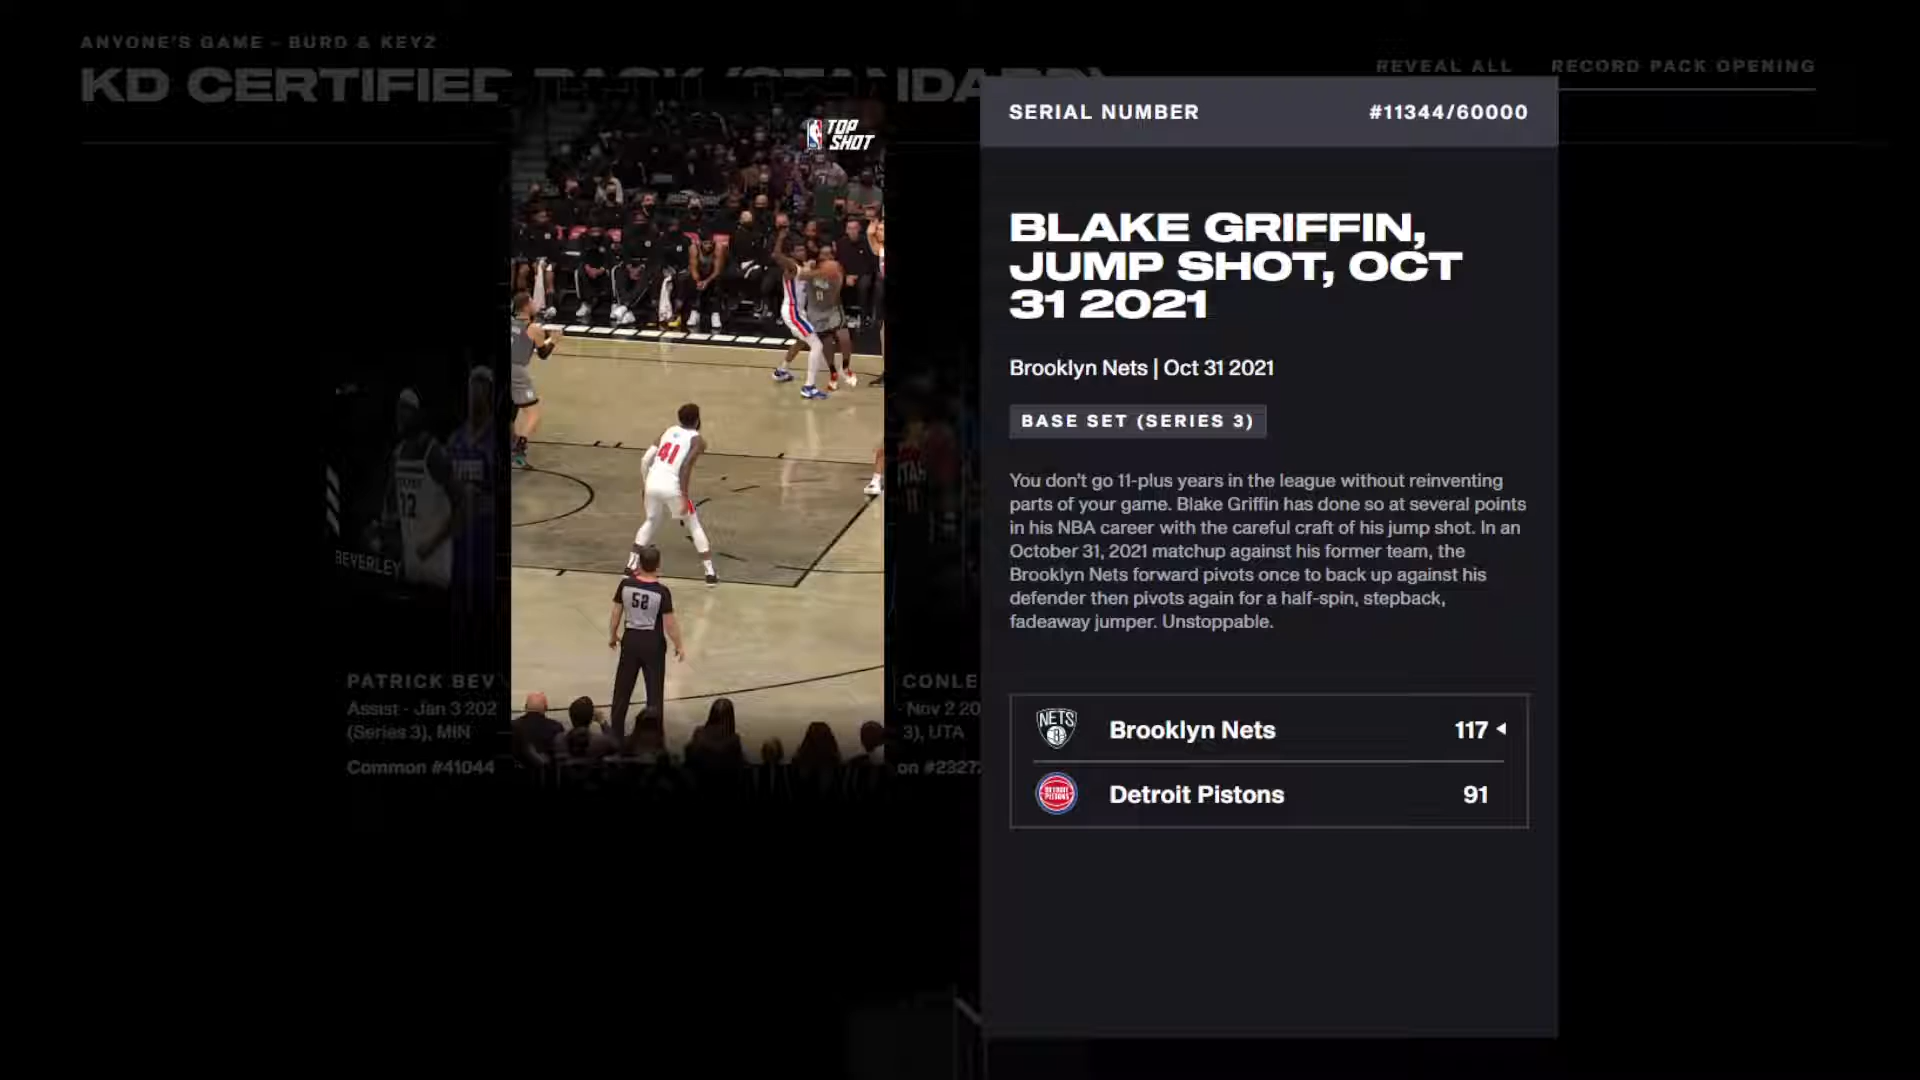 ANYONE'S GAME - BURD & KEYZ
KD CERTIFIED PACK (STANDARD)
REVEAL ALL
RECORD PACK OPENING
TOP
SHOT
41
52
BEVERLEY
PATRICK BEV
Assist - Jan 3 202
(Series 3), MIN
Common #41044
CONLE
- Nov 2 20
3), UTA
on #2327
SERIAL NUMBER
#11344/60000
BLAKE GRIFFIN,
JUMP SHOT, OCT
31 2021
Brooklyn Nets | Oct 31 2021
BASE SET (SERIES 3)
You don't go 11-plus years in the league without reinventing
parts of your game. Blake Griffin has done so at several points
in his NBA career with the careful craft of his jump shot. In an
October 31, 2021 matchup against his former team, the
Brooklyn Nets forward pivots once to back up against his
defender then pivots again for a half-spin, stepback,
fadeaway jumper. Unstoppable.
NETS
Brooklyn Nets
117
DETROIT
PISTONS
Detroit Pistons
91